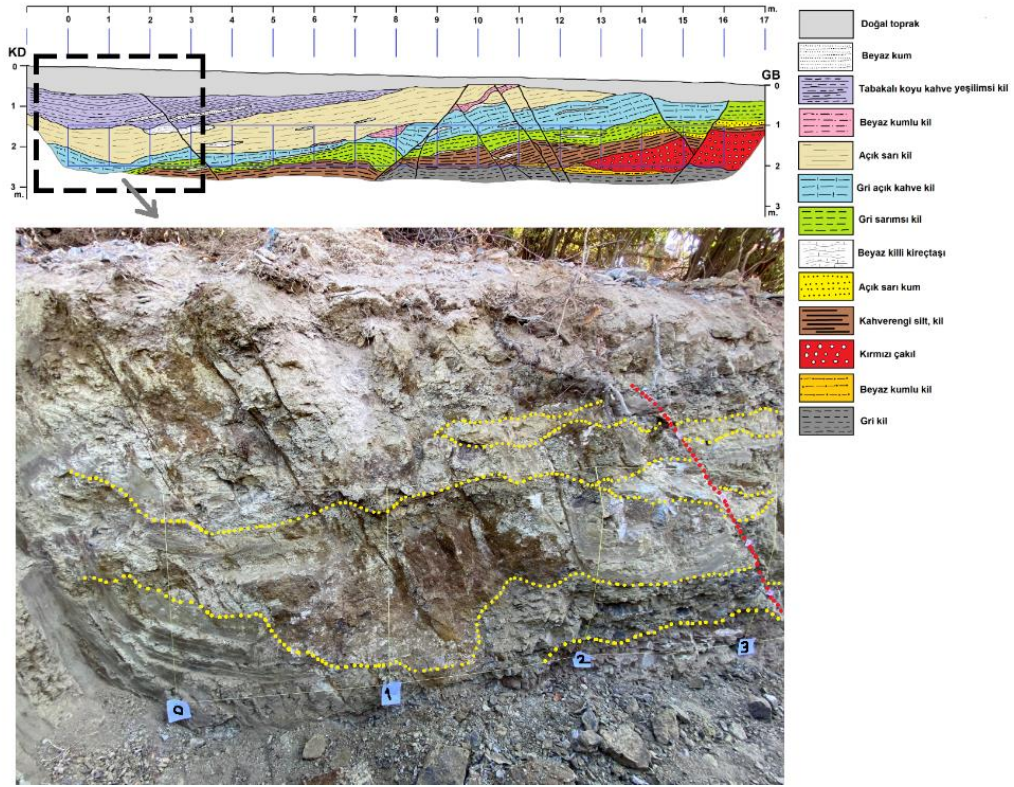 0 1 2 3 4 5 6 7 8 9 10 11 12 13 14 15 16 17 m.
KD
GB
0
1
2
3
m.
0
1
2
3
m.
Doğal toprak
Beyaz kum
Tabakalı koyu kahve yeşilimsi kil
Beyaz kumlu kil
Açık sarı kil
Gri açık kahve kil
Gri sarımsı kil
Beyaz killi kireçtaşı
Açık sarı kum
Kahverengi silt, kil
Kırmızı çakıl
Beyaz kumlu kil
Gri kil
0
1
2
3